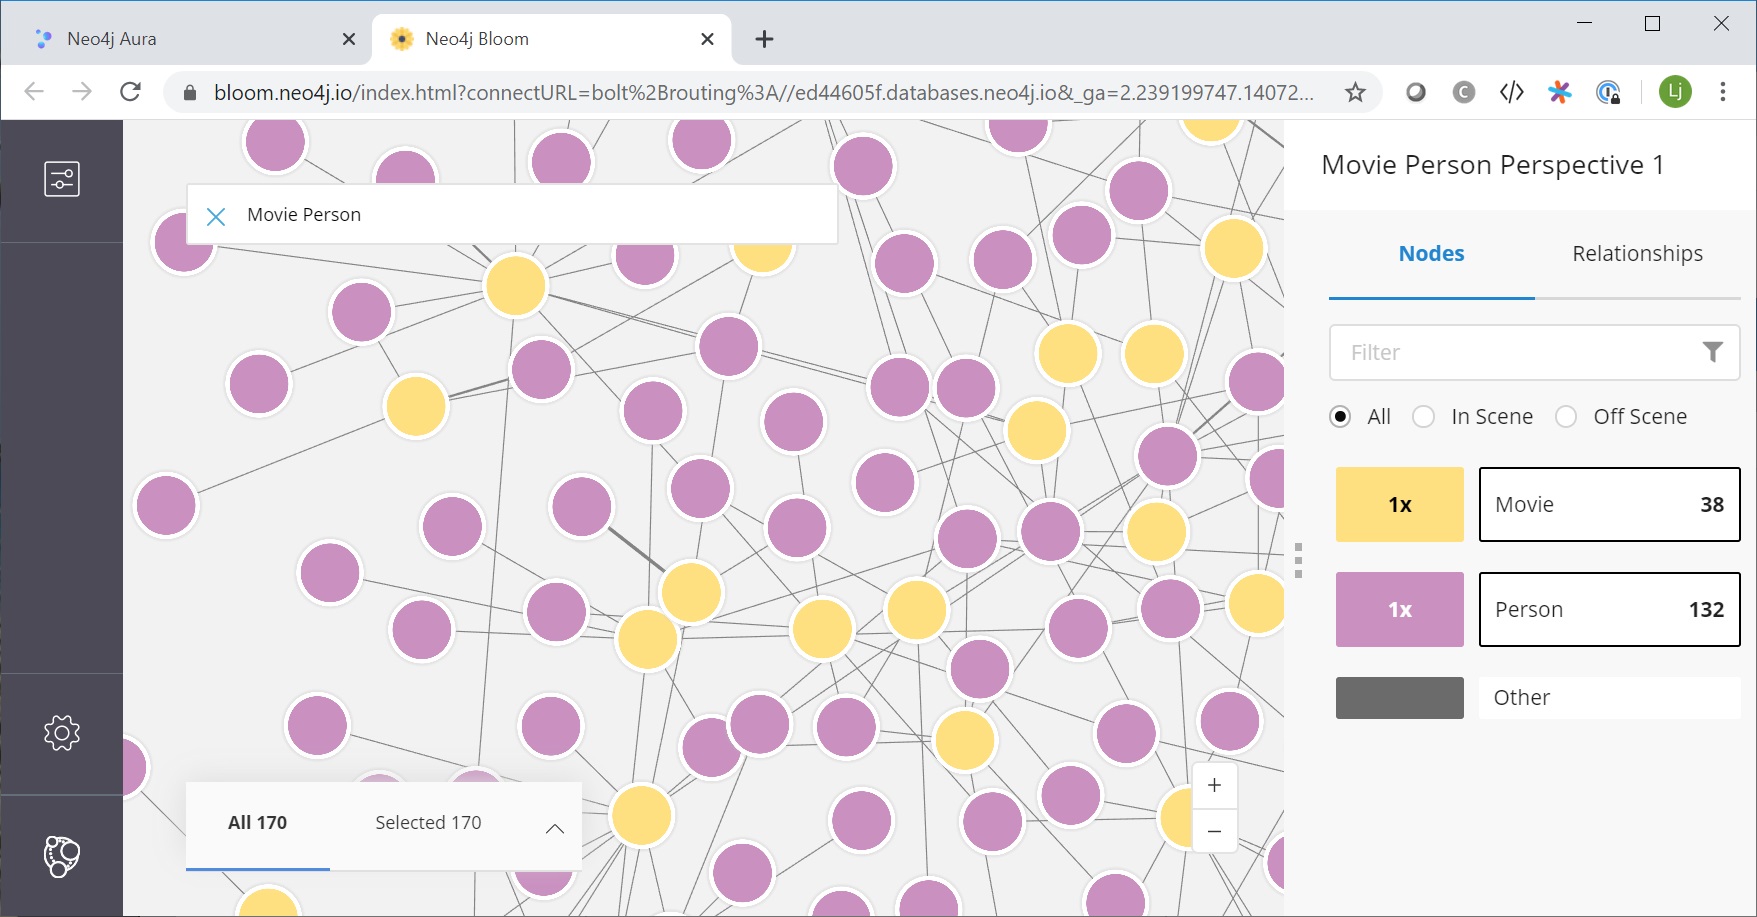 Neo4j Aura
Neo4j Bloom
bloom.neo4j.io/index.html?connectURL=bolt%2Brouting%3A//ed44605f.databases.neo4j.io&_ga=2.239199747.14072...
C
Lj
Movie Person
Movie Person Perspective 1
Nodes Relationships
Filter
All In Scene Off Scene
1x Movie 38
1x Person 132
Other
All 170 Selected 170
+
−